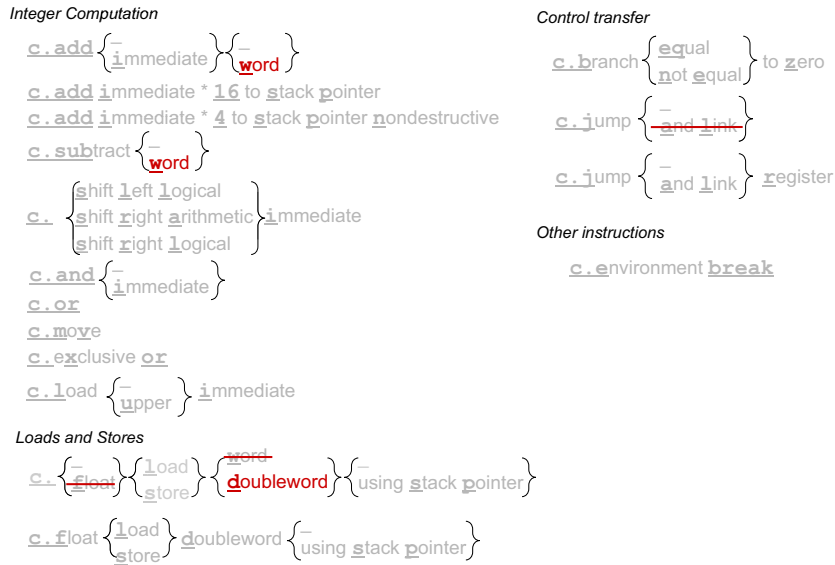 Integer Computation
c.add { – immediate } { – word }
c.add immediate * 16 to stack pointer
c.add immediate * 4 to stack pointer nondestructive
c.subtract { – word }
c. { shift left logical
shift right arithmetic } immediate
shift right logical
c.and { – immediate }
c.or
c.move
c.exclusive or
c.load { – upper } immediate
Loads and Stores
c. { – float } { load store } { word doubleword } { – using stack pointer }
c.float { load store } doubleword { – using stack pointer }
Control transfer
c.branch { equal not equal } to zero
c.jump { – and link }
c.jump { – and link } register
Other instructions
c.environment break